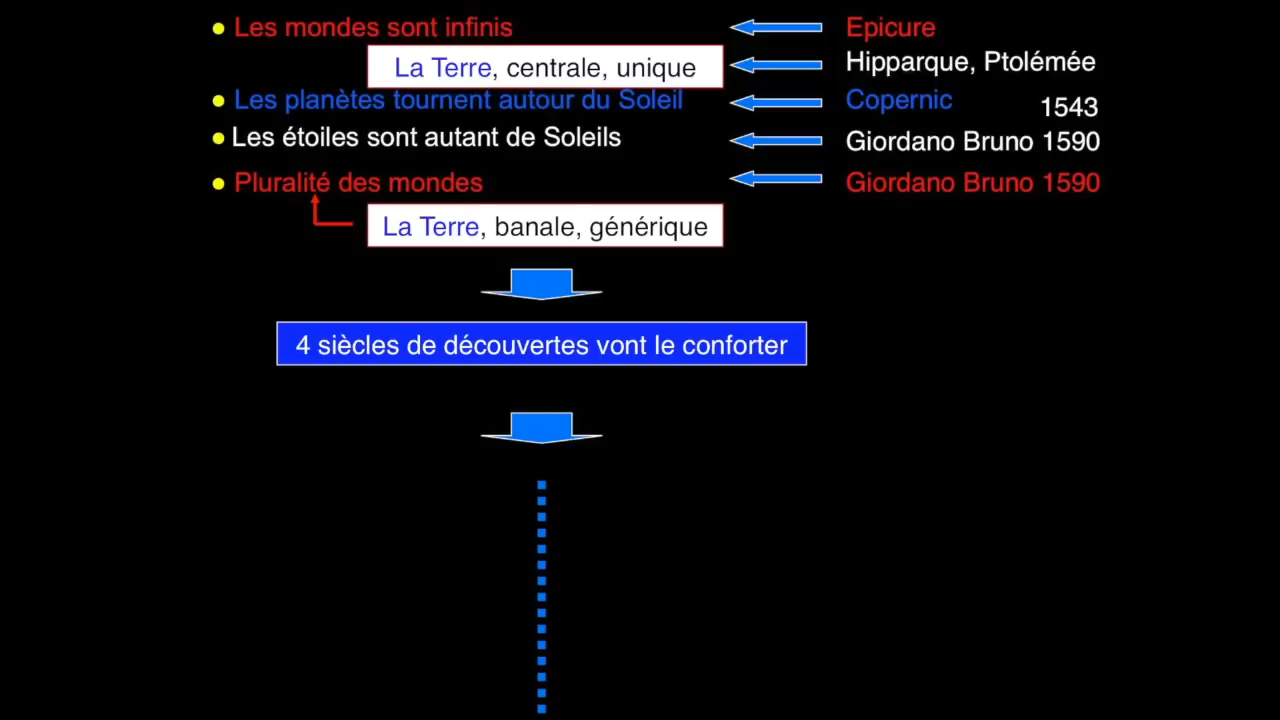 Les mondes sont infinis Epicure
La Terre, centrale, unique Hipparque, Ptolémée
Les planètes tournent autour du Soleil Copernic 1543
Les étoiles sont autant de Soleils Giordano Bruno 1590
Pluralité des mondes Giordano Bruno 1590
La Terre, banale, générique
4 siècles de découvertes vont le conforter